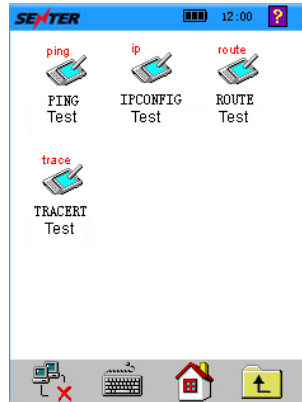 SENTER 12:00 ?
ping ip route
PING IPCONFIG ROUTE
Test Test Test
trace
TRACERT
Test